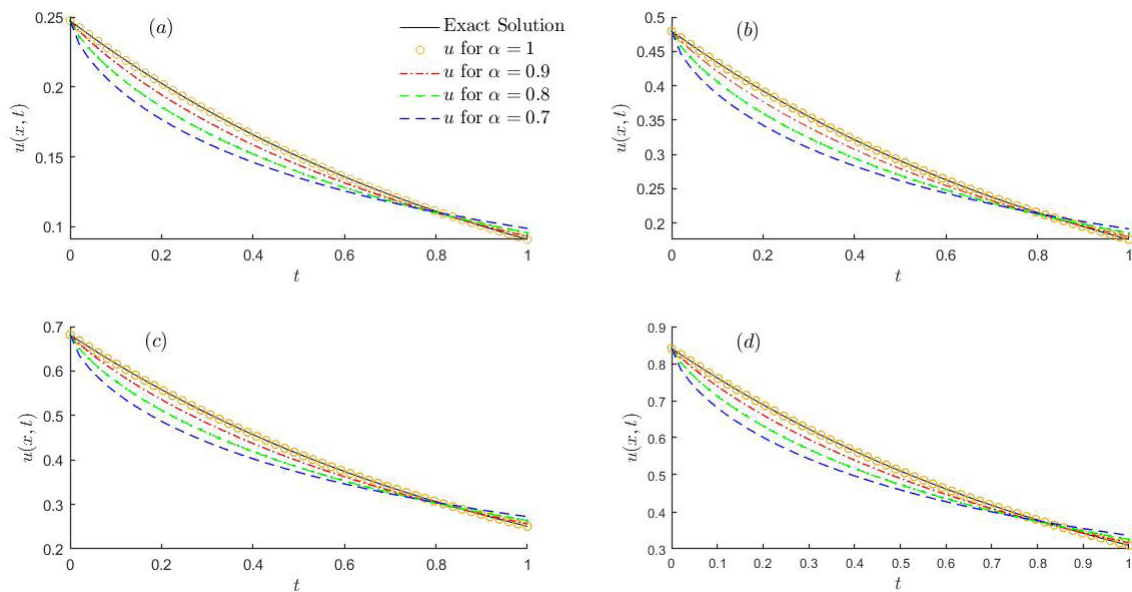 (a)
Exact Solution
u for α = 1
u for α = 0.9
u for α = 0.8
u for α = 0.7
u(x, t)
0.25
0.2
0.15
0.1
0 0.2 0.4 0.6 0.8 1
t
(b)
u(x, t)
0.5
0.45
0.4
0.35
0.3
0.25
0.2
0 0.2 0.4 0.6 0.8 1
t
(c)
u(x, t)
0.7
0.6
0.5
0.4
0.3
0.2
0 0.2 0.4 0.6 0.8 1
t
(d)
u(x, t)
0.9
0.8
0.7
0.6
0.5
0.4
0.3
0 0.1 0.2 0.3 0.4 0.5 0.6 0.7 0.8 0.9 1
t